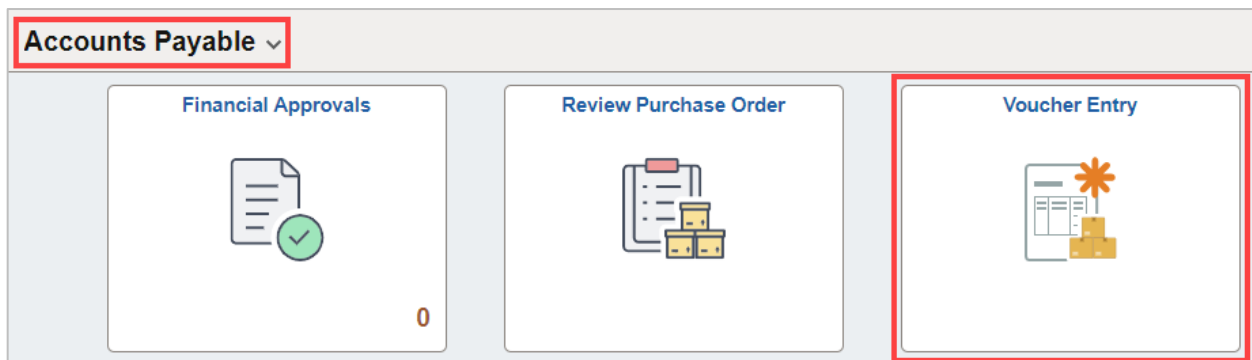 Accounts Payable
Financial Approvals
Review Purchase Order
Voucher Entry
0